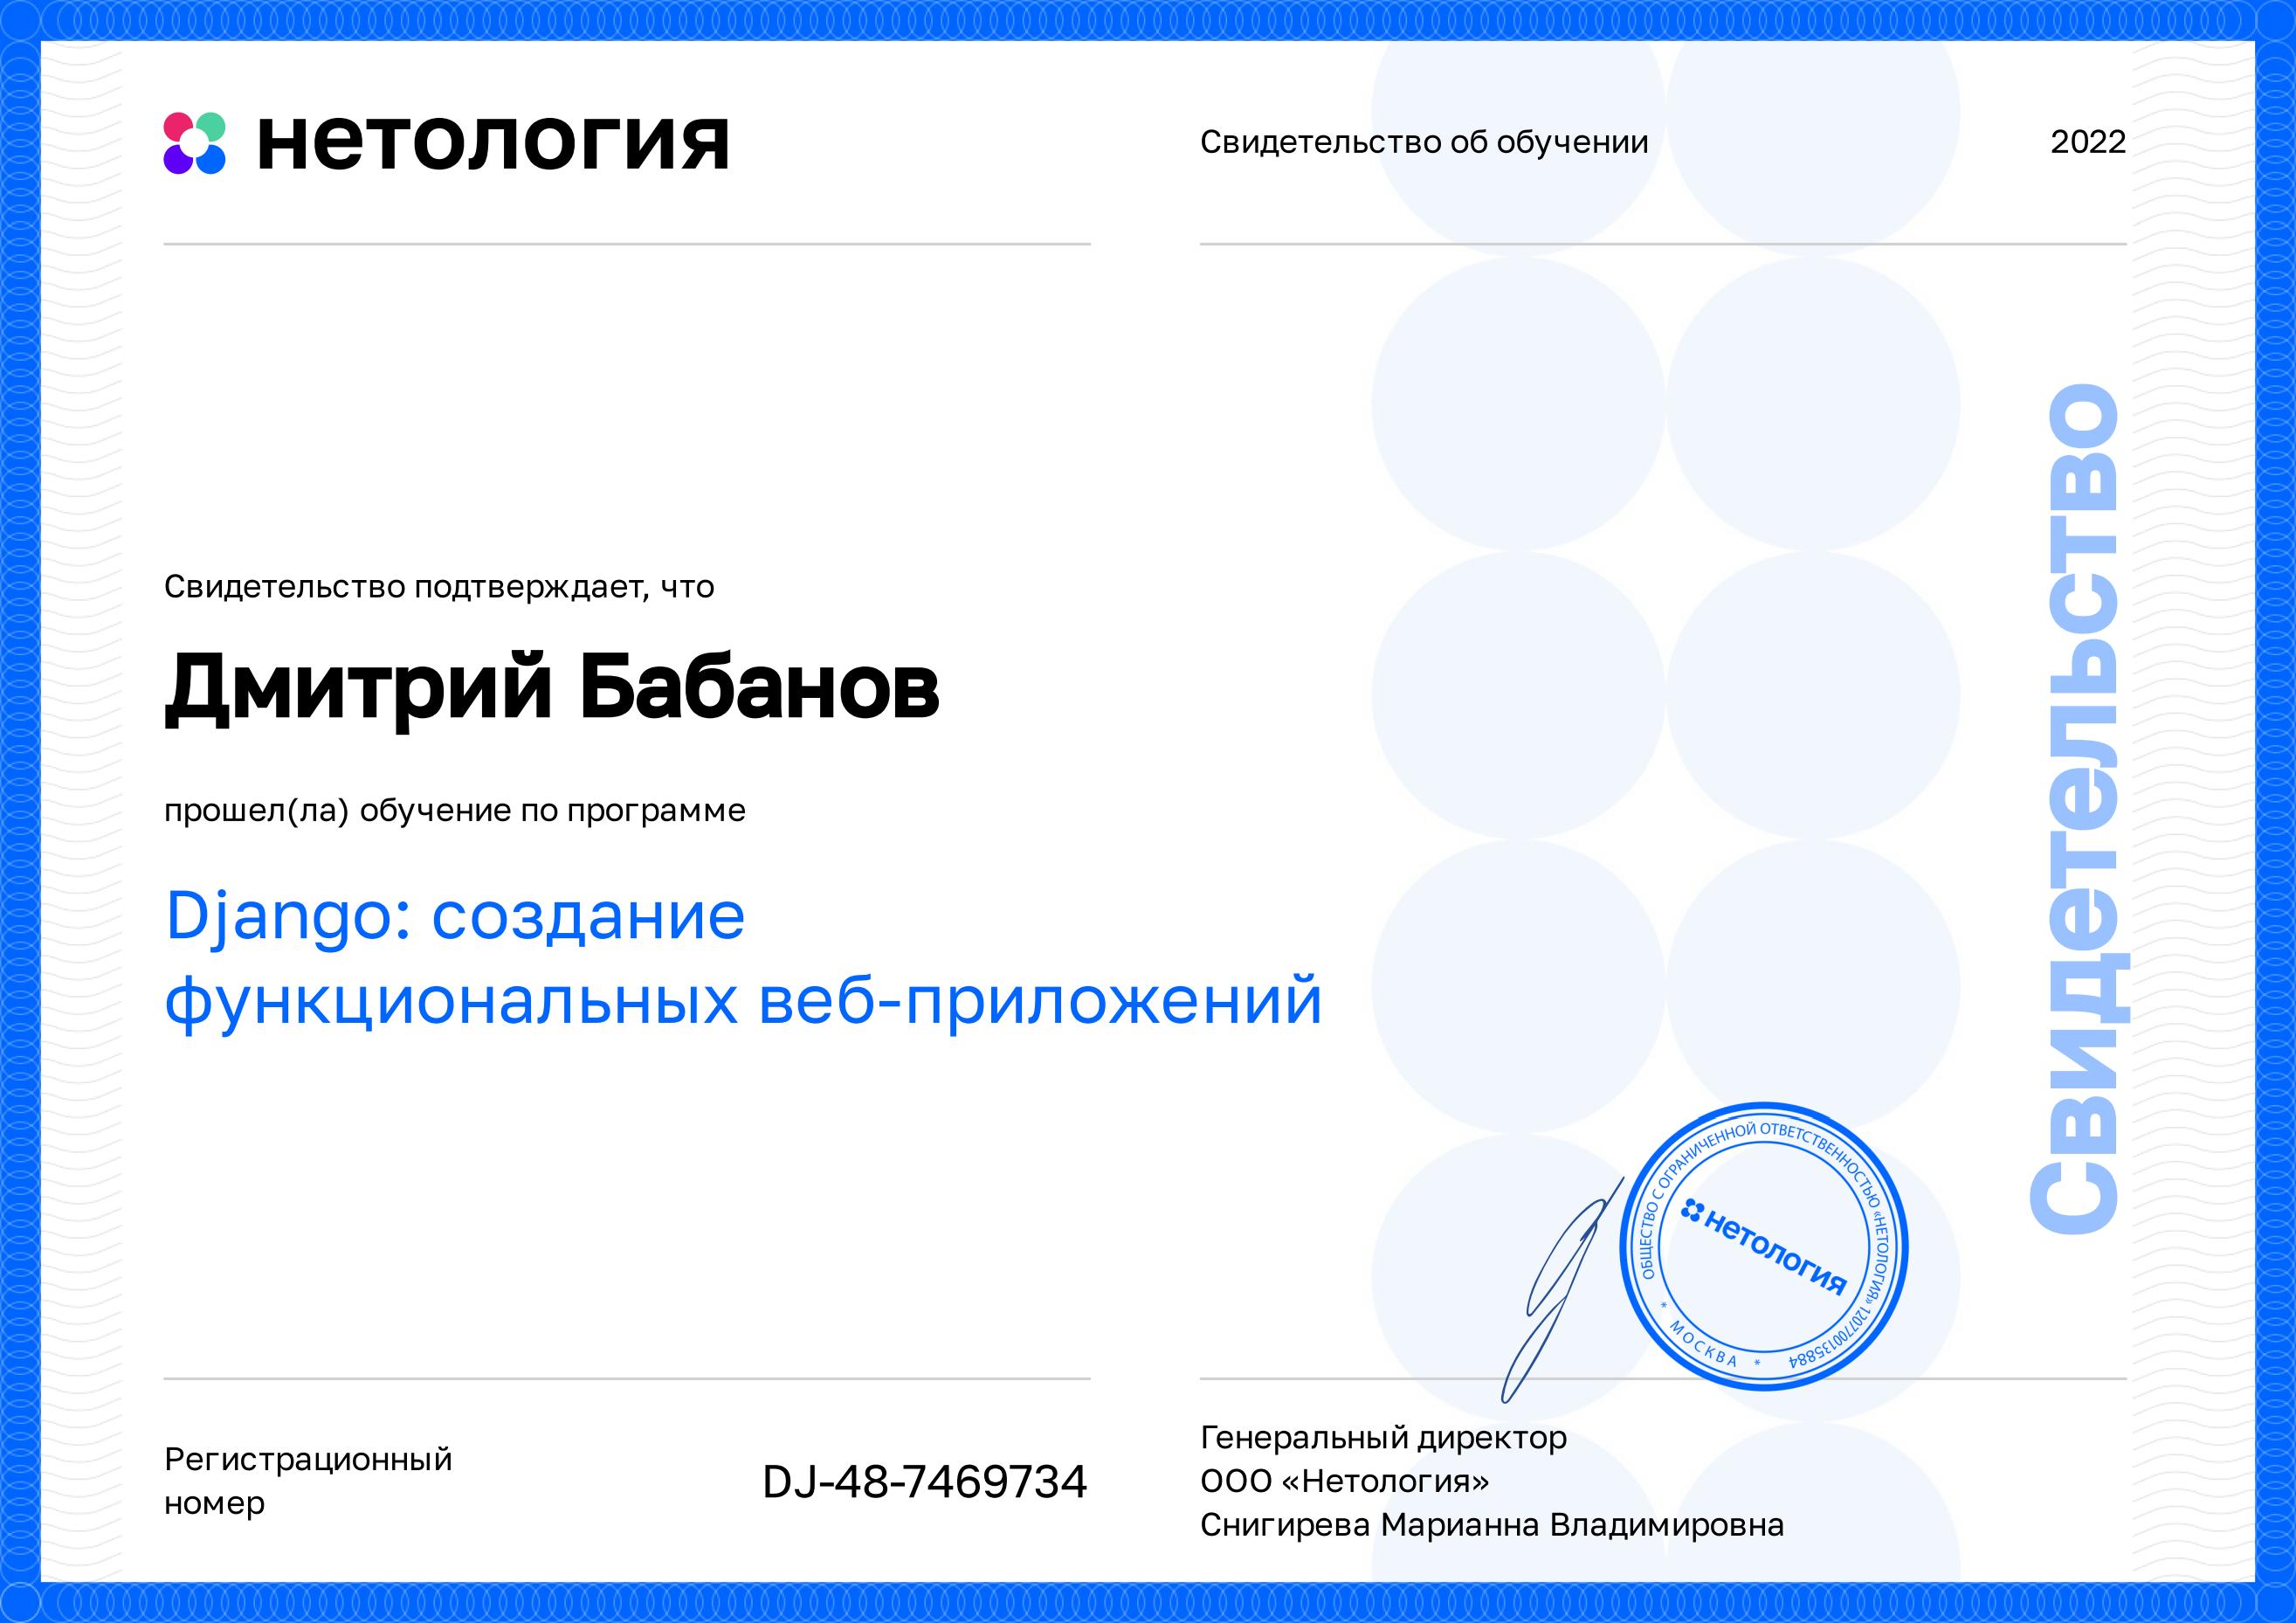 нетология
Свидетельство об обучении
2022
Свидетельство подтверждает, что
Дмитрий Бабанов
прошел(ла) обучение по программе
Django: создание
функциональных веб-приложений
Свидетельство
ОБЩЕСТВО С ОГРАНИЧЕННОЙ ОТВЕТСТВЕННОСТЬЮ «НЕТОЛОГИЯ» 1207700135884
* МОСКВА *
нетология
Регистрационный
номер
DJ-48-7469734
Генеральный директор
ООО «Нетология»
Снигирева Марианна Владимировна